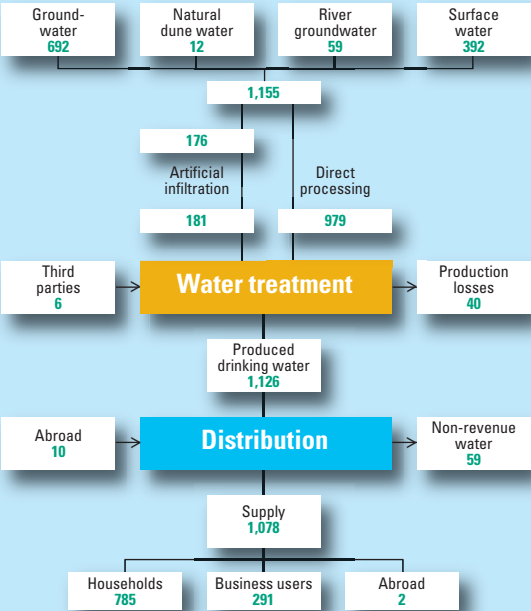 Ground-
water
692
Natural
dune water
12
River
groundwater
59
Surface
water
392
1,155
176
Artificial
infiltration
181
Direct
processing
979
Third
parties
6
Water treatment
Production
losses
40
Produced
drinking water
1,126
Abroad
10
Distribution
Non-revenue
water
59
Supply
1,078
Households
785
Business users
291
Abroad
2